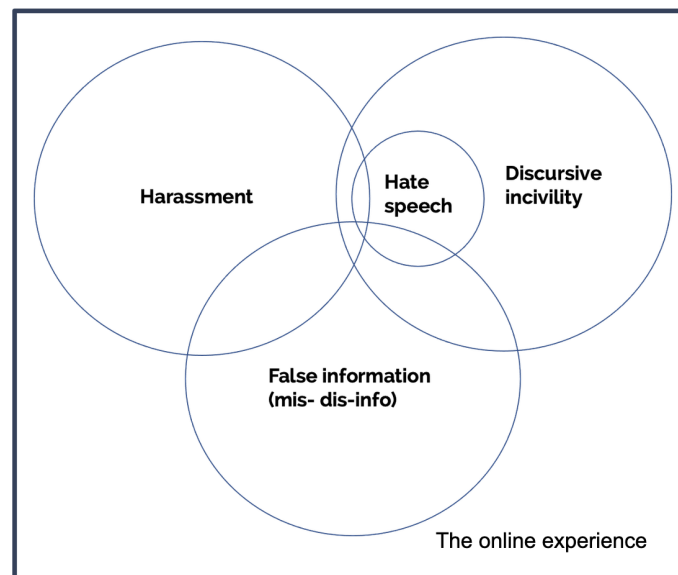 Harassment
Hate
speech
Discursive
incivility
False information
(mis- dis-info)
The online experience